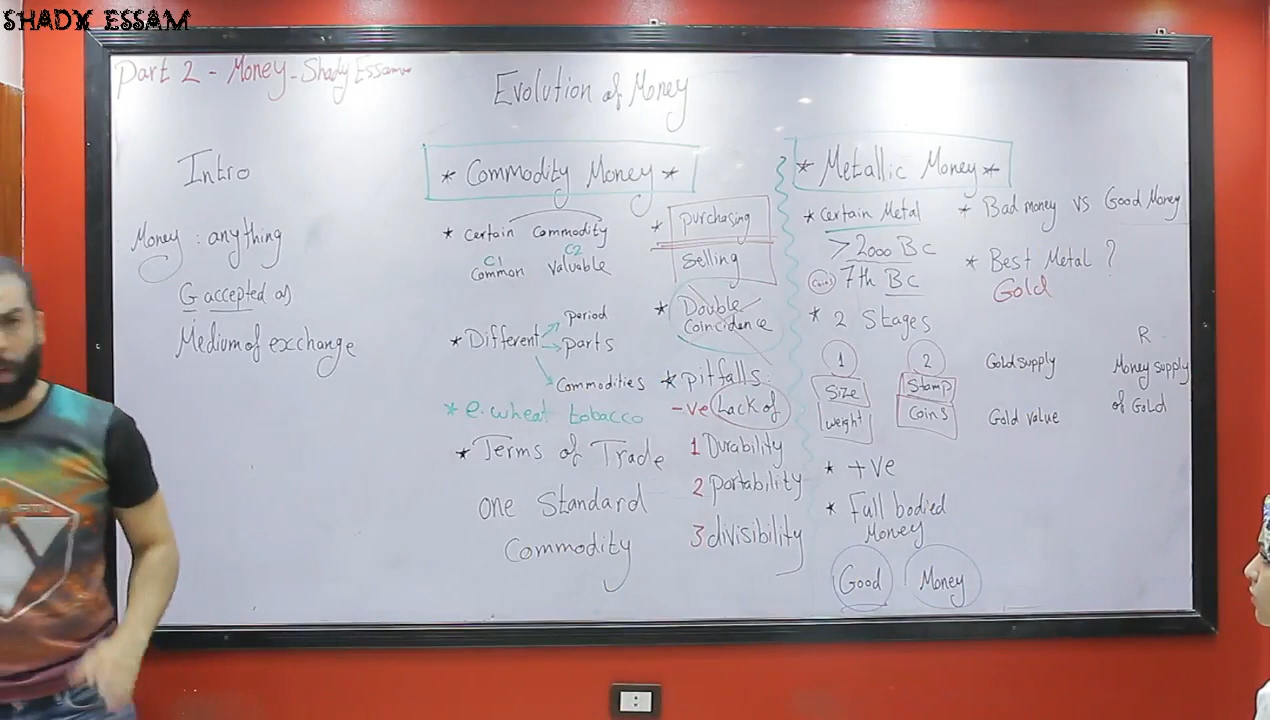 SHADY ESSAM
Part 2 - Money - Shady Essam
Evolution of Money
Intro
Money : anything
G accepted as
Medium of exchange
* Commodity Money *
* Certain Commodity
C1 C2
Common Valuable
* Different
period
parts
Commodities
* e. wheat tobacco
* Terms of Trade
one Standard
Commodity
* purchasing
Selling
* Double
Coincidence
* pitfalls:
-ve Lack of
1 Durability
2 portability
3 divisibility
* Metallic Money *
* Certain Metal
> 2000 BC
Coins 7th BC
* 2 Stages
1 2
Size
weight
Stamp
Coins
* +ve
* Full bodied
Money
Good Money
* Bad money vs Good Money
* Best Metal ?
Gold
Gold supply
Gold value
R
Money supply
of Gold